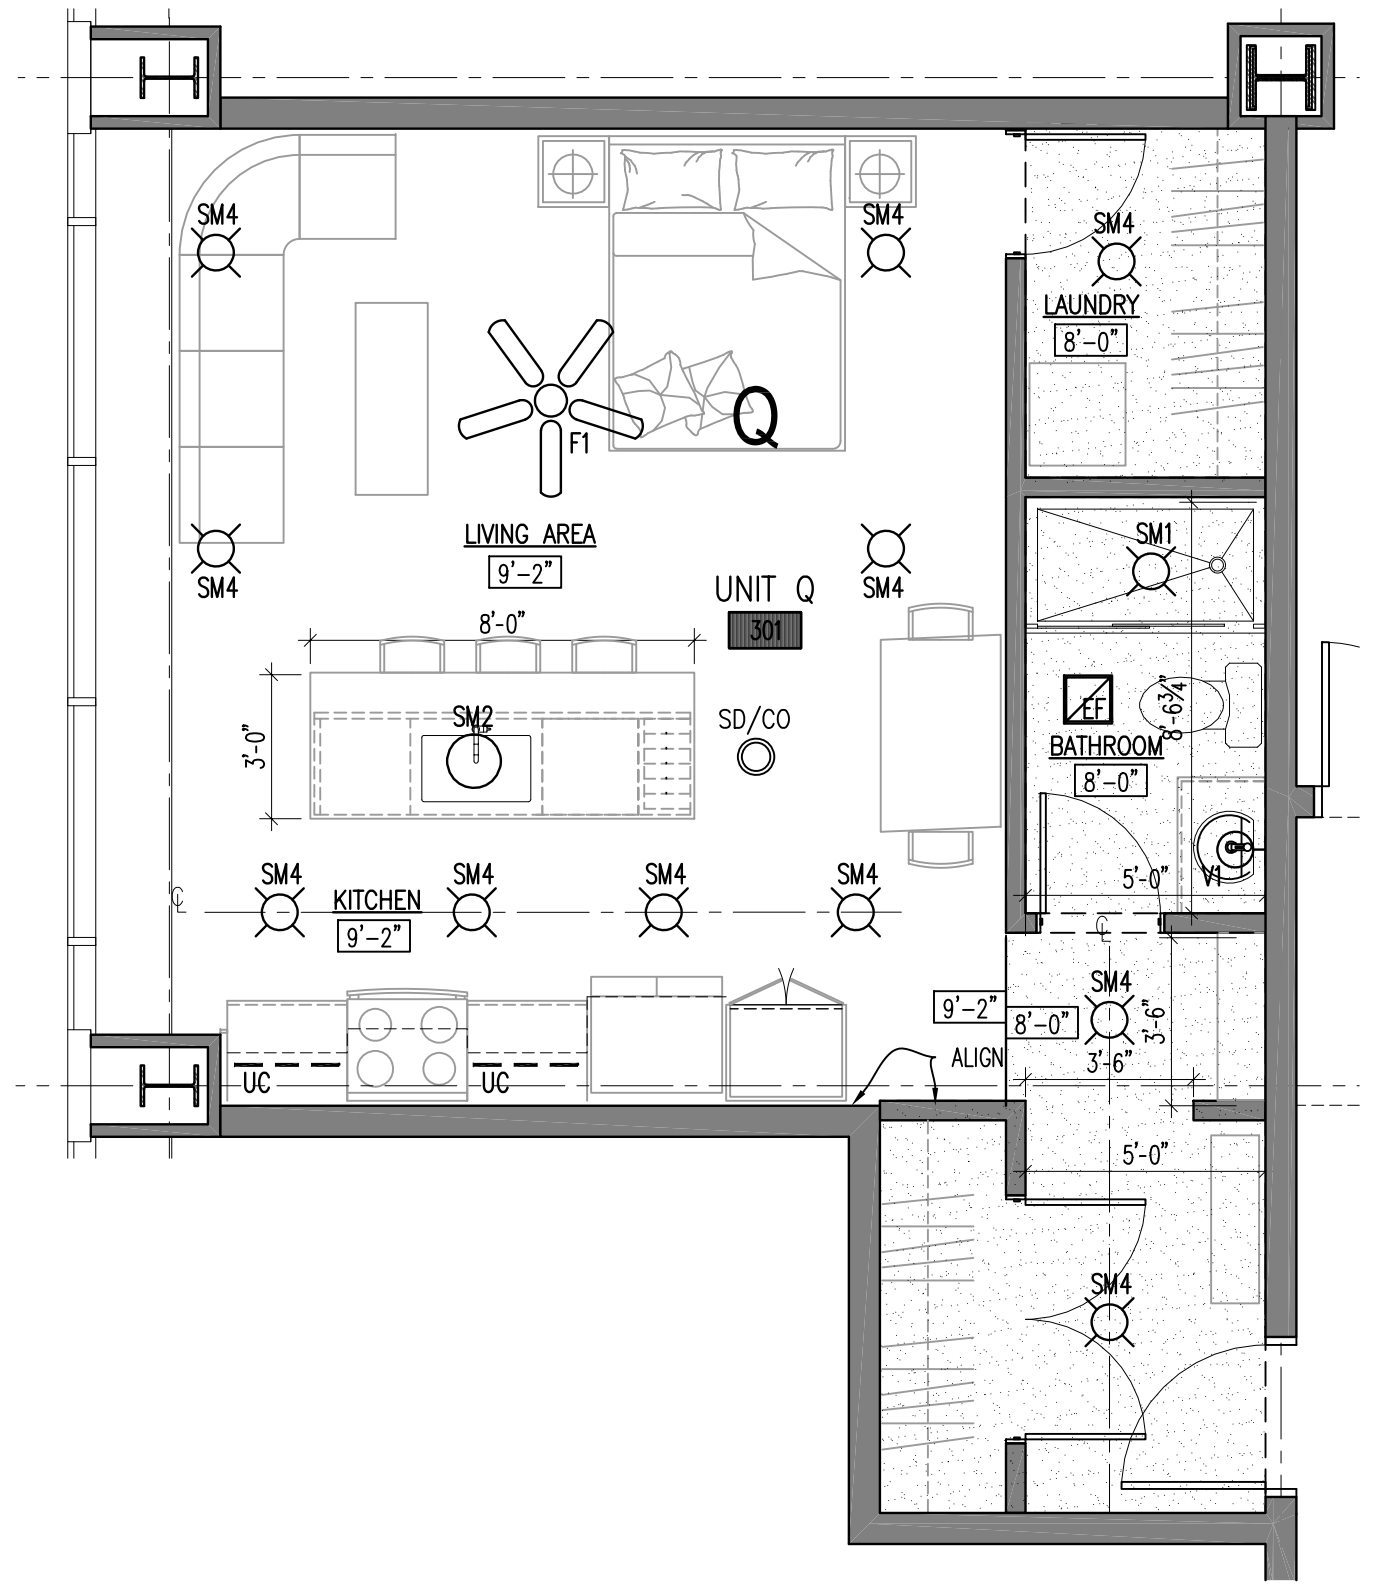 SM4
SM4
SM4
LAUNDRY
8'-0"
Q
F1
LIVING AREA
9'-2"
SM1
SM4
SM4
UNIT Q
301
8'-0"
3'-0"
SM2
SD/CO
EF
8'-6¾"
BATHROOM
8'-0"
V1
5'-0"
SM4
SM4
SM4
SM4
KITCHEN
9'-2"
℄
℄
SM4
9'-2"
8'-0"
3'-6"
3'-6"
ALIGN
UC
UC
5'-0"
SM4